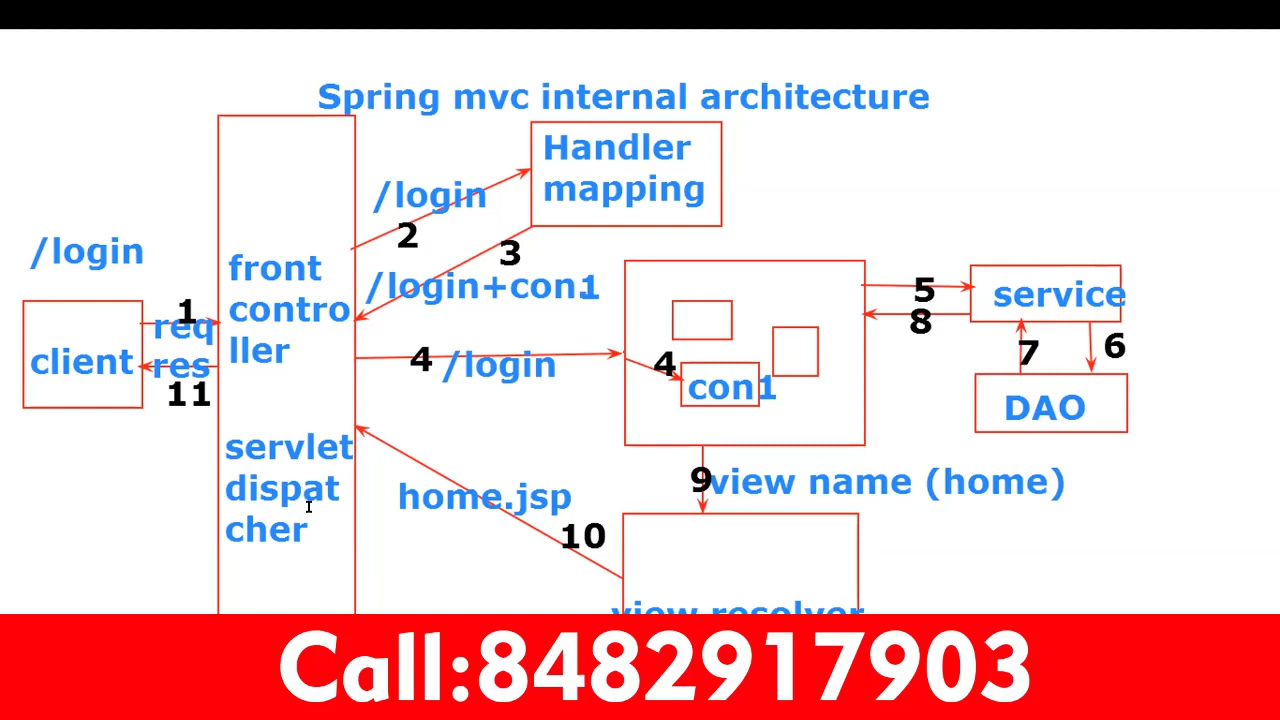 Spring mvc internal architecture
Handler
mapping
/login
2
3
/login+con1
/login
1
req
client
res
11
front
contro
ller
servlet
dispat
cher
4
/login
4
con1
5
service
8
7
6
DAO
9
view name (home)
home.jsp
10
view resolver
Call:8482917903